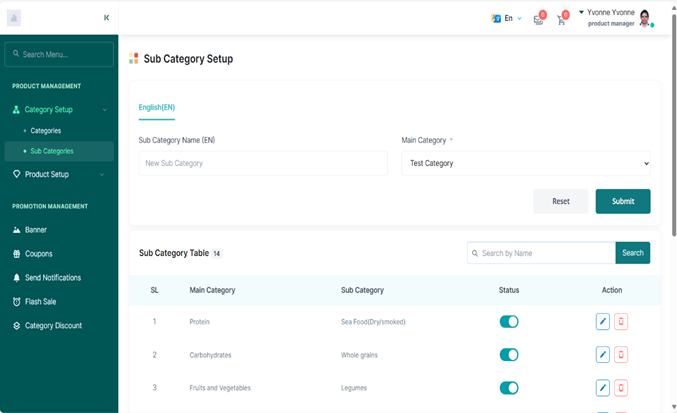 En
0
0
Yvonne Yvonne
product manager
Search Menu...
PRODUCT MANAGEMENT
Category Setup
Categories
Sub Categories
Product Setup
PROMOTION MANAGEMENT
Banner
Coupons
Send Notifications
Flash Sale
Category Discount
Sub Category Setup
English(EN)
Sub Category Name (EN) Main Category *
New Sub Category Test Category
Reset Submit
Sub Category Table 14 Search by Name Search
SL Main Category Sub Category Status Action
1 Protein Sea Food(Dry/smoked)
2 Carbohydrates Whole grains
3 Fruits and Vegetables Legumes